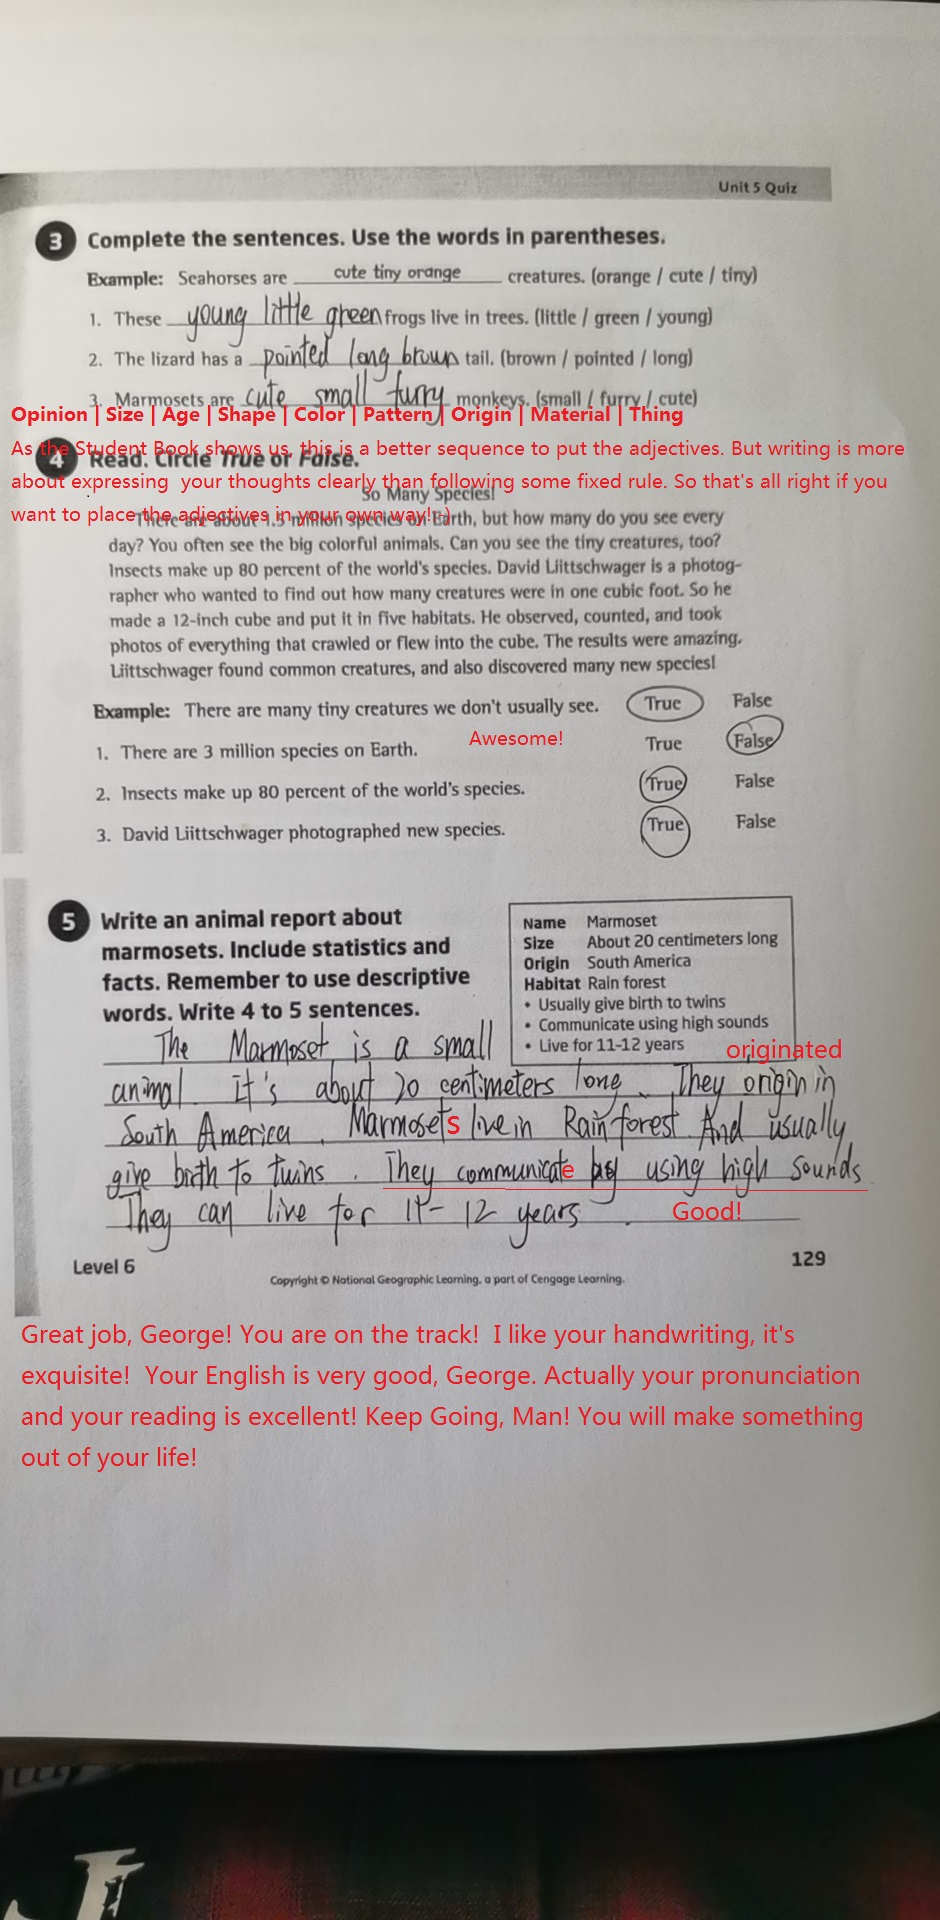 Unit 5 Quiz
3 Complete the sentences. Use the words in parentheses.
Example: Seahorses are cute tiny orange creatures. (orange / cute / tiny)
1. These young little green frogs live in trees. (little / green / young)
2. The lizard has a pointed long brown tail. (brown / pointed / long)
3. Marmosets are cute small furry monkeys. (small / furry / cute)
Opinion | Size | Age | Shape | Color | Pattern | Origin | Material | Thing
As the Student Book shows us, this is a better sequence to put the adjectives. But writing is more
4 Read. Circle True or False.
about expressing your thoughts clearly than following some fixed rule. So that's all right if you
So Many Species!
want to place the adjectives in your own way! :)
There are about 1.5 million species on Earth, but how many do you see every
day? You often see the big colorful animals. Can you see the tiny creatures, too?
Insects make up 80 percent of the world's species. David Liittschwager is a photog-
rapher who wanted to find out how many creatures were in one cubic foot. So he
made a 12-inch cube and put it in five habitats. He observed, counted, and took
photos of everything that crawled or flew into the cube. The results were amazing.
Liittschwager found common creatures, and also discovered many new species!
Example: There are many tiny creatures we don't usually see. True False
Awesome!
1. There are 3 million species on Earth. True False
2. Insects make up 80 percent of the world's species. True False
3. David Liittschwager photographed new species. True False
5 Write an animal report about
marmosets. Include statistics and
facts. Remember to use descriptive
words. Write 4 to 5 sentences.
Name Marmoset
Size About 20 centimeters long
Origin South America
Habitat Rain forest
• Usually give birth to twins
• Communicate using high sounds
• Live for 11-12 years
originated
The Marmoset is a small
animal. it's about 20 centimeters long. They origin in
South America. Marmosets live in Rain forest. And usually
give birth to twins. They communicate by using high sounds
They can live for 11-12 years.
Good!
Level 6
129
Copyright © National Geographic Learning, a part of Cengage Learning.
Great job, George! You are on the track! I like your handwriting, it's
exquisite! Your English is very good, George. Actually your pronunciation
and your reading is excellent! Keep Going, Man! You will make something
out of your life!